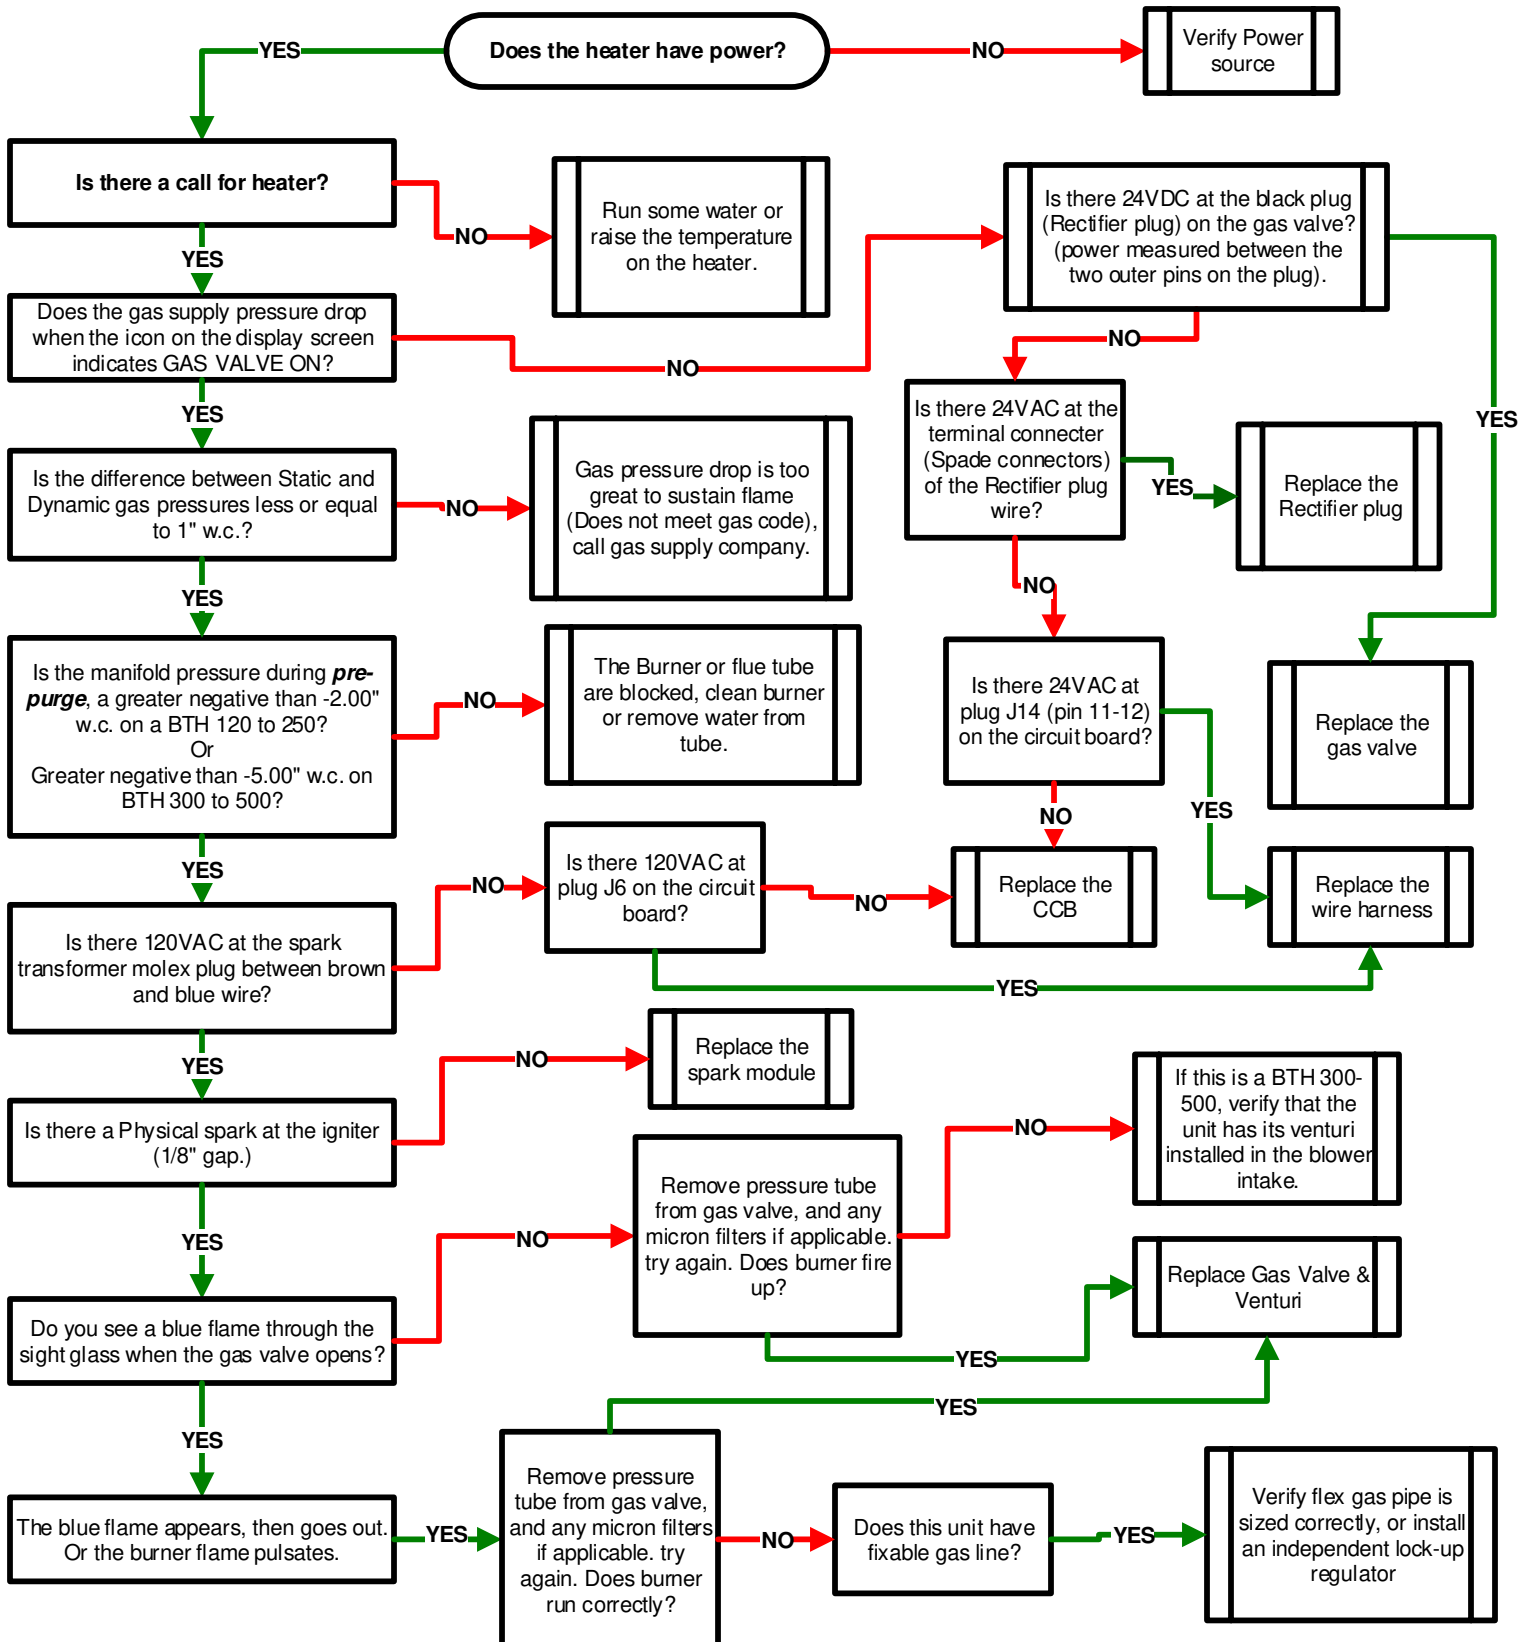 Does the heater have power?
YES
NO
Verify Power
source
Is there a call for heater?
NO
Run some water or
raise the temperature
on the heater.
YES
Does the gas supply pressure drop
when the icon on the display screen
indicates GAS VALVE ON?
NO
Is there 24VDC at the black plug
(Rectifier plug) on the gas valve?
(power measured between the
two outer pins on the plug).
NO
YES
Is there 24VAC at the
terminal connecter
(Spade connectors)
of the Rectifier plug
wire?
YES
Replace the
Rectifier plug
NO
Is there 24VAC at
plug J14 (pin 11-12)
on the circuit board?
Replace the
gas valve
YES
NO
Replace the
CCB
Replace the
wire harness
YES
Is the difference between Static and
Dynamic gas pressures less or equal
to 1" w.c.?
NO
Gas pressure drop is too
great to sustain flame
(Does not meet gas code),
call gas supply company.
YES
Is the manifold pressure during pre-
purge, a greater negative than -2.00"
w.c. on a BTH 120 to 250?
Or
Greater negative than -5.00" w.c. on
BTH 300 to 500?
NO
The Burner or flue tube
are blocked, clean burner
or remove water from
tube.
YES
Is there 120VAC at the spark
transformer molex plug between brown
and blue wire?
NO
Is there 120VAC at
plug J6 on the circuit
board?
NO
YES
YES
Is there a Physical spark at the igniter
(1/8" gap.)
NO
Replace the
spark module
YES
Do you see a blue flame through the
sight glass when the gas valve opens?
NO
Remove pressure tube
from gas valve, and any
micron filters if applicable.
try again. Does burner fire
up?
NO
If this is a BTH 300-
500, verify that the
unit has its venturi
installed in the blower
intake.
YES
Replace Gas Valve &
Venturi
YES
The blue flame appears, then goes out.
Or the burner flame pulsates.
YES
Remove pressure
tube from gas valve,
and any micron filters
if applicable. try
again. Does burner
run correctly?
YES
NO
Does this unit have
fixable gas line?
YES
Verify flex gas pipe is
sized correctly, or install
an independent lock-up
regulator